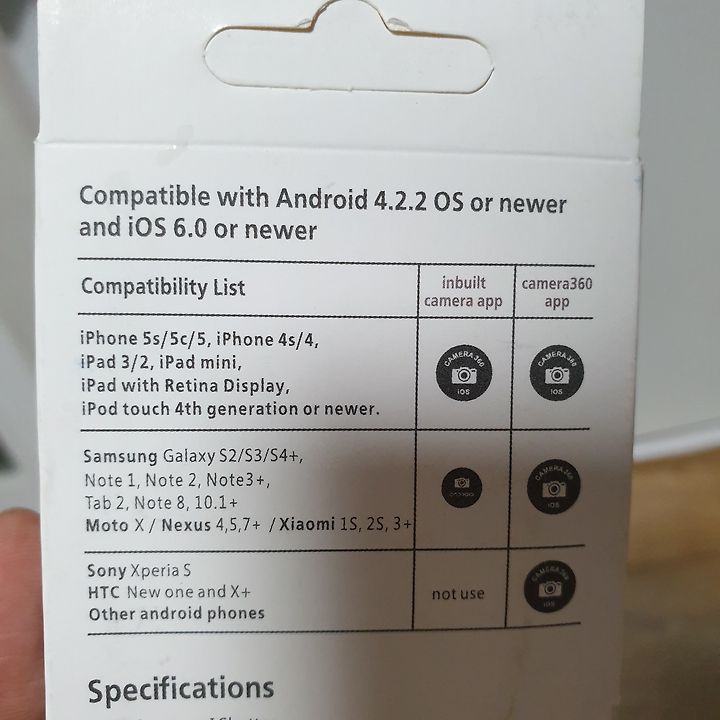 Compatible with Android 4.2.2 OS or newer
and iOS 6.0 or newer
Compatibility List
inbuilt
camera app
camera360
app
iPhone 5s/5c/5, iPhone 4s/4,
iPad 3/2, iPad mini,
iPad with Retina Display,
iPod touch 4th generation or newer.
CAMERA 360
iOS
CAMERA 360
iOS
Samsung Galaxy S2/S3/S4+,
Note 1, Note 2, Note3+,
Tab 2, Note 8, 10.1+
Moto X / Nexus 4,5,7+ / Xiaomi 1S, 2S, 3+
CAMERA 360
iOS
Sony Xperia S
HTC New one and X+
Other android phones
not use
CAMERA 360
iOS
Specifications